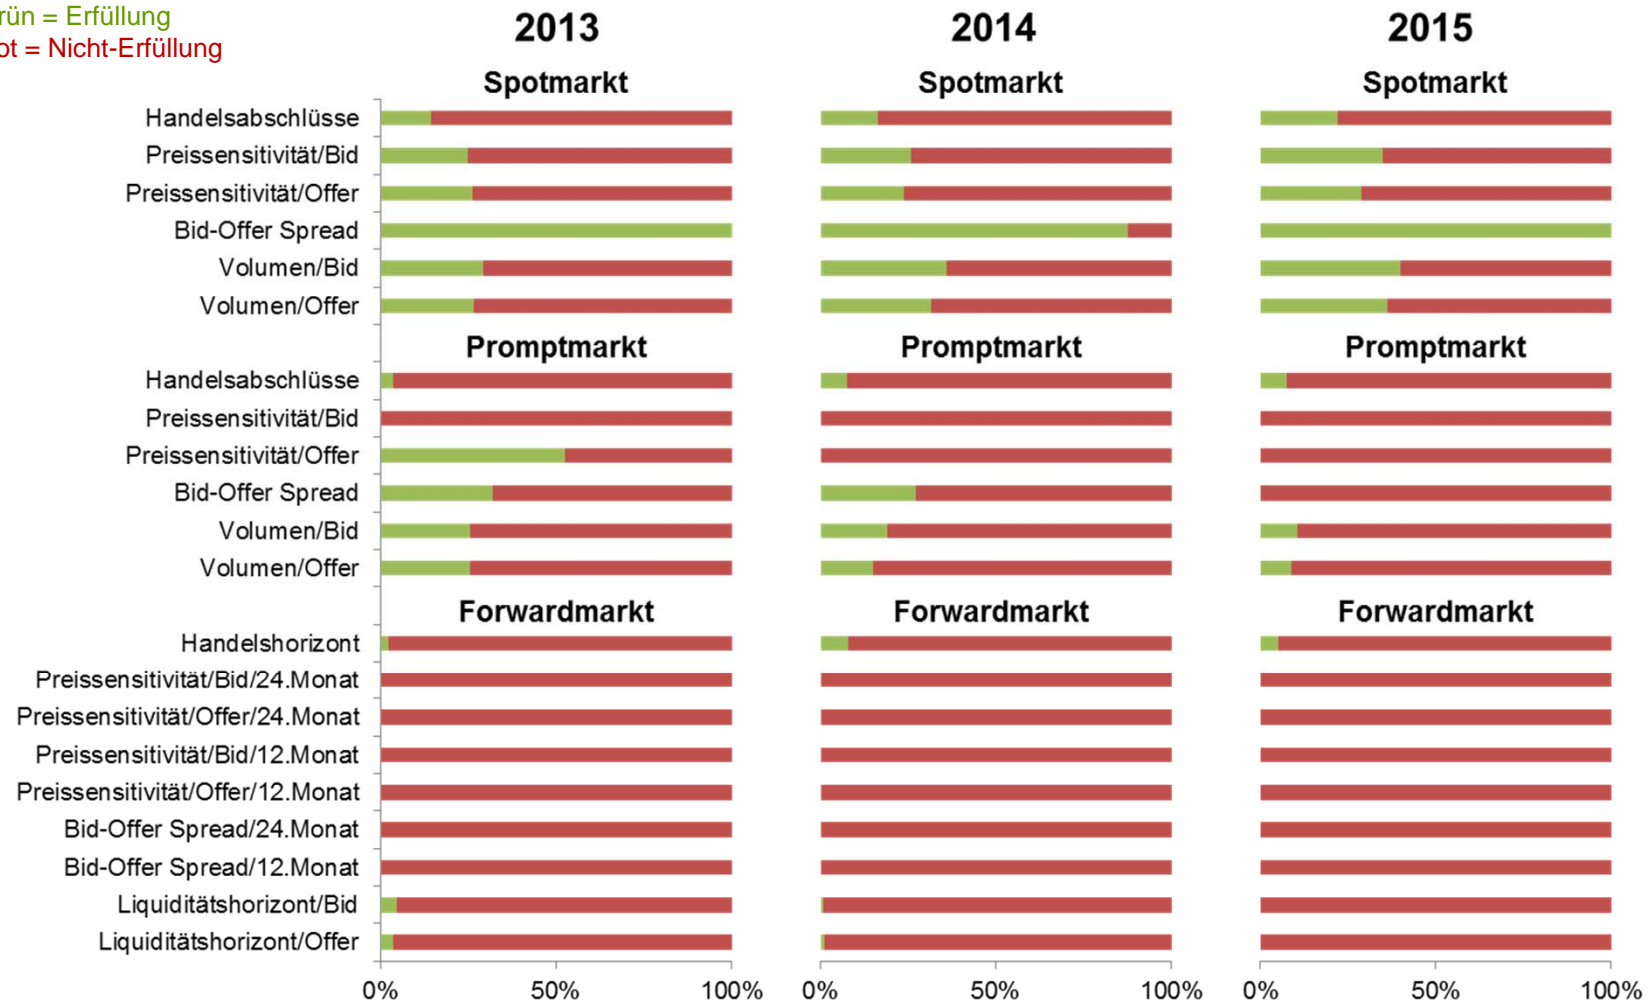 rün = Erfüllung
ot = Nicht-Erfüllung
2013 2014 2015
Spotmarkt Spotmarkt Spotmarkt
Handelsabschlüsse
Preissensitivität/Bid
Preissensitivität/Offer
Bid-Offer Spread
Volumen/Bid
Volumen/Offer
Promptmarkt Promptmarkt Promptmarkt
Handelsabschlüsse
Preissensitivität/Bid
Preissensitivität/Offer
Bid-Offer Spread
Volumen/Bid
Volumen/Offer
Forwardmarkt Forwardmarkt Forwardmarkt
Handelshorizont
Preissensitivität/Bid/24.Monat
Preissensitivität/Offer/24.Monat
Preissensitivität/Bid/12.Monat
Preissensitivität/Offer/12.Monat
Bid-Offer Spread/24.Monat
Bid-Offer Spread/12.Monat
Liquiditätshorizont/Bid
Liquiditätshorizont/Offer
0% 50% 100% 0% 50% 100% 0% 50% 100%